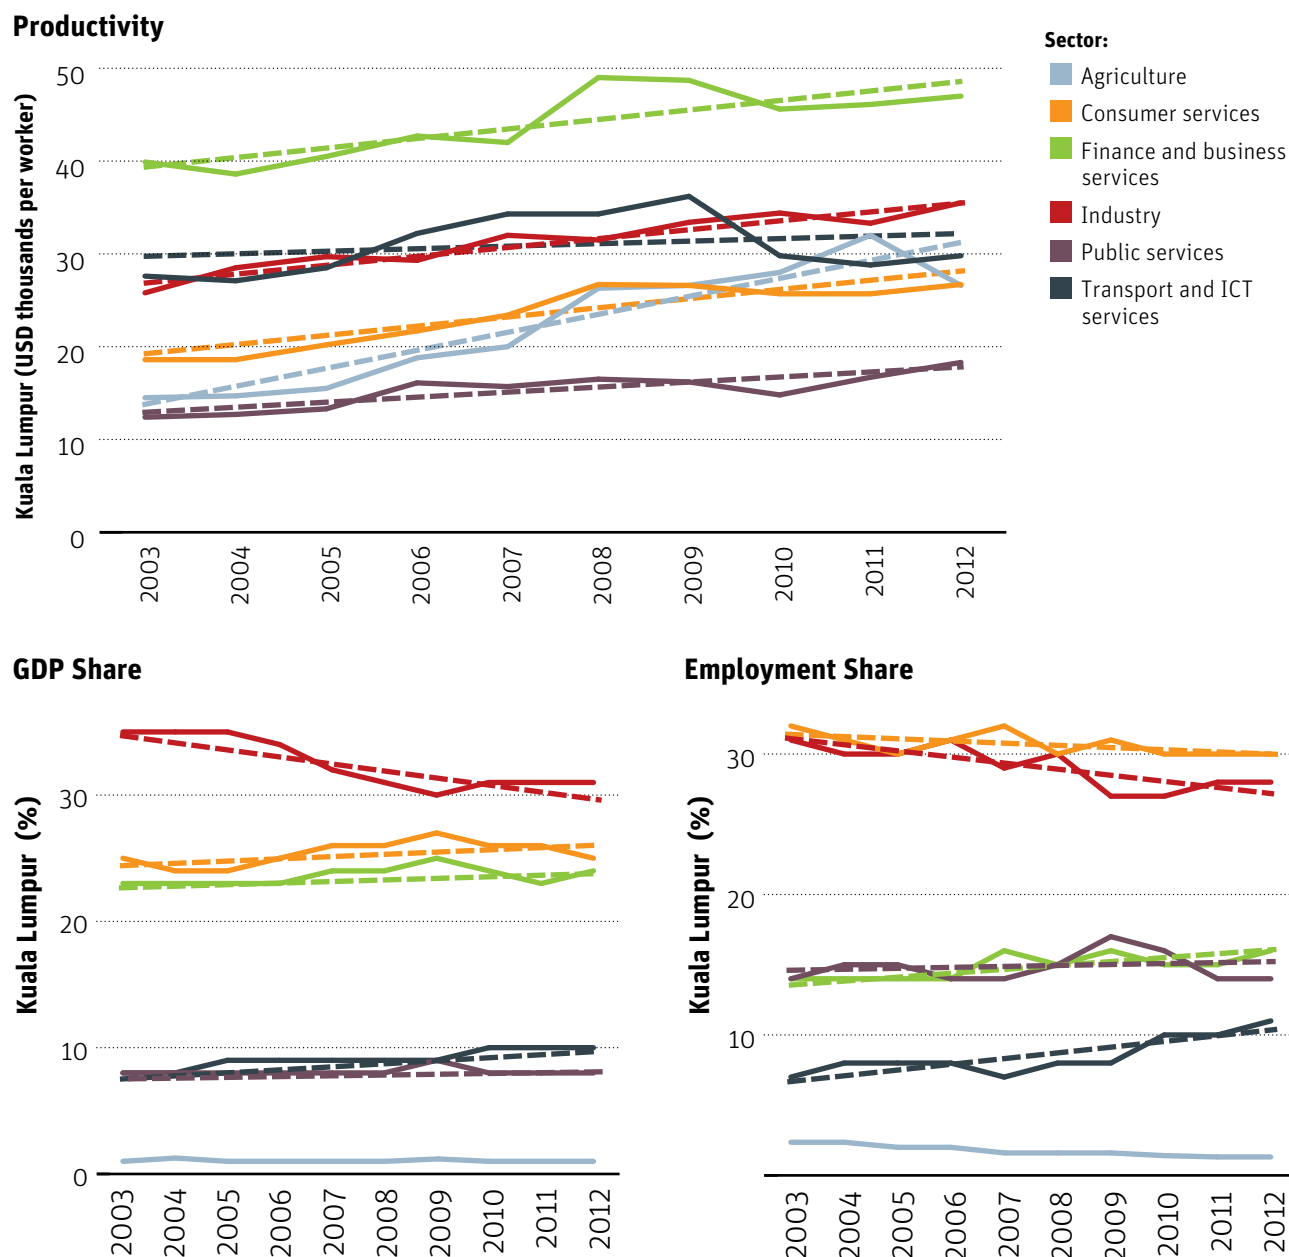 Productivity
Kuala Lumpur (USD thousands per worker)
50
40
30
20
10
0
2003
2004
2005
2006
2007
2008
2009
2010
2011
2012
Sector:
Agriculture
Consumer services
Finance and business
services
Industry
Public services
Transport and ICT
services
GDP Share
Kuala Lumpur (%)
30
20
10
0
2003
2004
2005
2006
2007
2008
2009
2010
2011
2012
Employment Share
Kuala Lumpur (%)
30
20
10
2003
2004
2005
2006
2007
2008
2009
2010
2011
2012